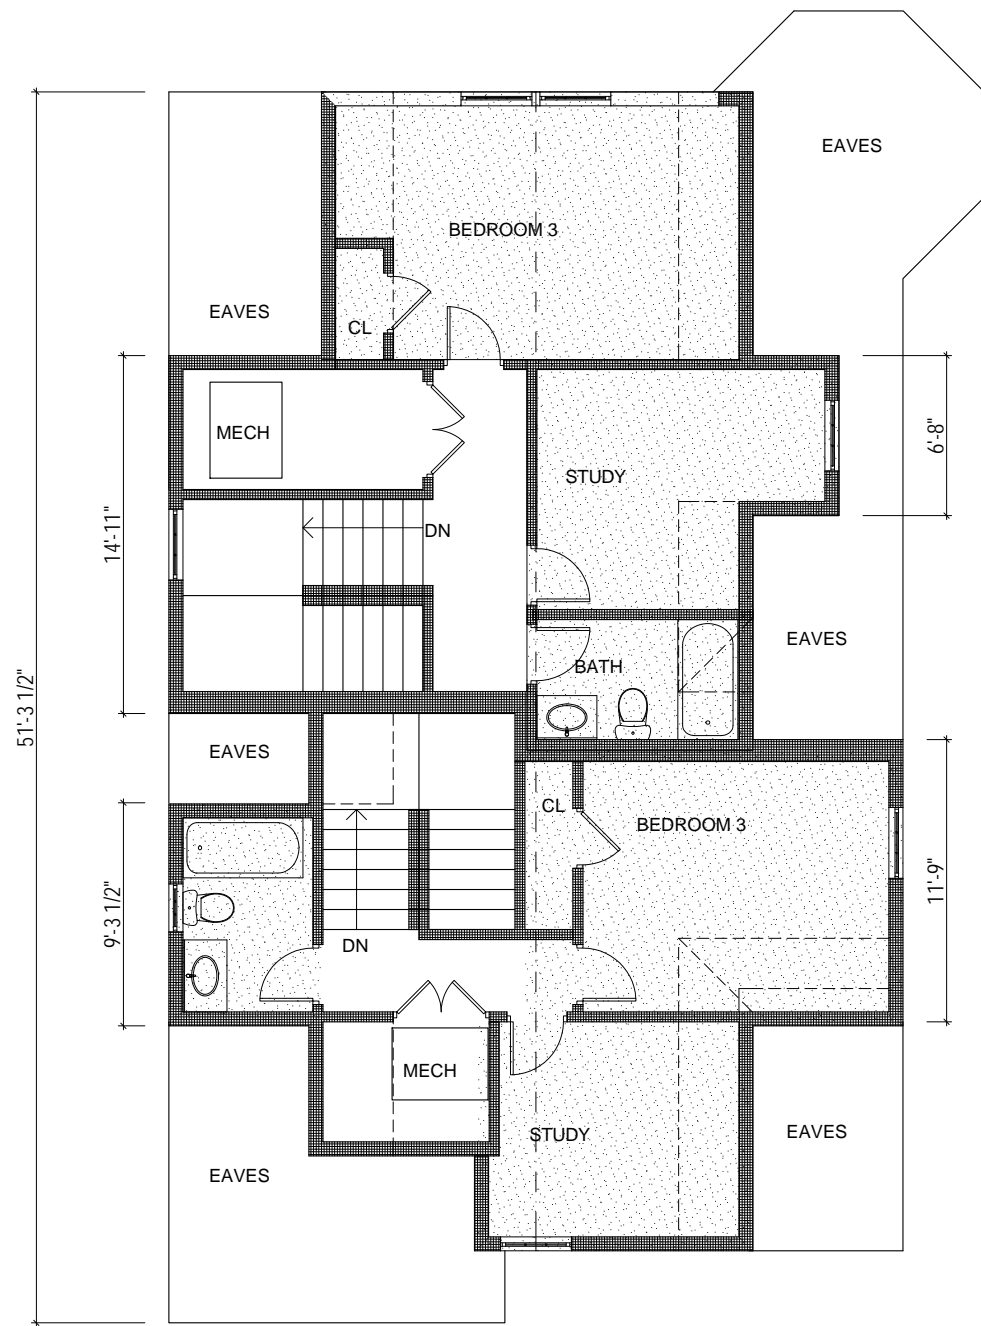 EAVES
BEDROOM 3
EAVES
CL
MECH
6'-8"
STUDY
DN
14'-11"
EAVES
BATH
51'-3 1/2"
EAVES
CL
BEDROOM 3
11'-9"
9'-3 1/2"
DN
MECH
STUDY
EAVES
EAVES